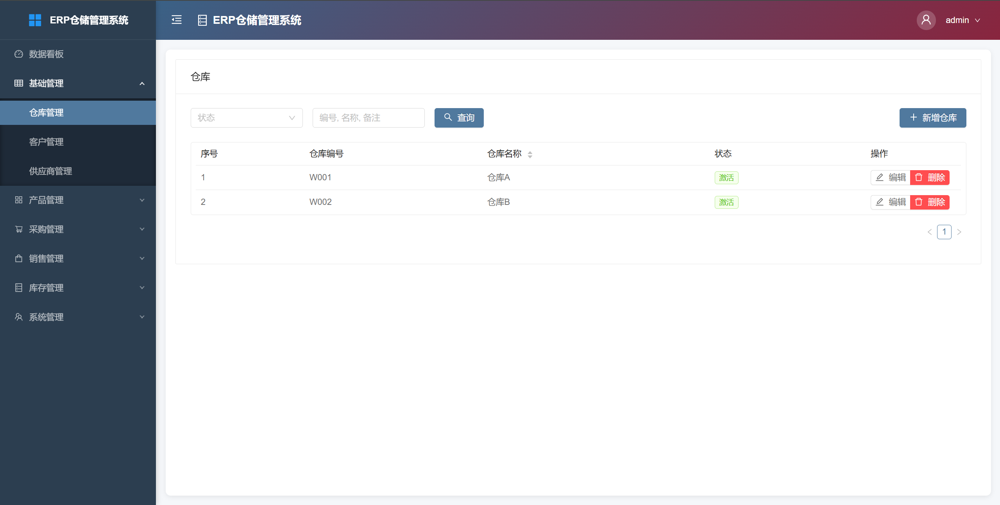 ERP仓储管理系统
ERP仓储管理系统
admin
数据看板
基础管理
仓库管理
客户管理
供应商管理
产品管理
采购管理
销售管理
库存管理
系统管理
仓库
状态 编号, 名称, 备注 查询 新增仓库
序号 仓库编号 仓库名称 状态 操作
1 W001 仓库A 激活 编辑 删除
2 W002 仓库B 激活 编辑 删除
1